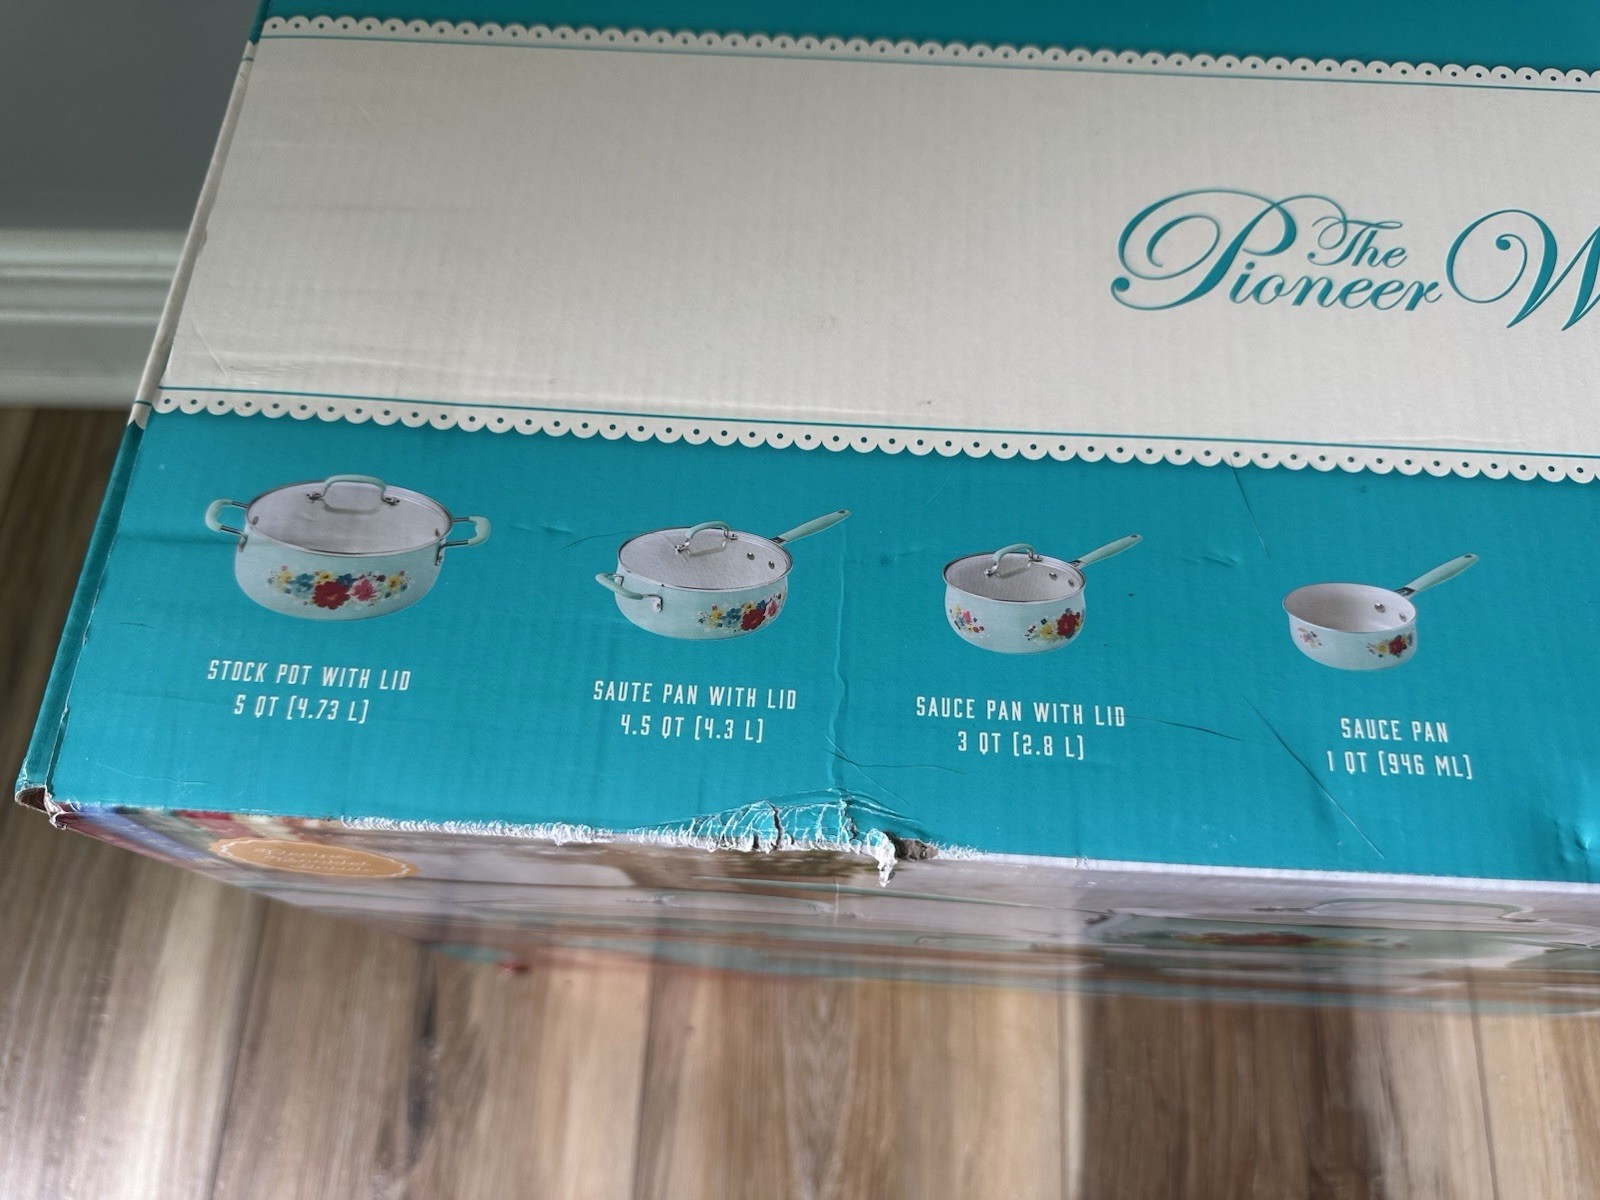 The
Pioneer W
STOCK POT WITH LID
5 QT [4.73 L]
SAUTE PAN WITH LID
4.5 QT [4.3 L]
SAUCE PAN WITH LID
3 QT [2.8 L]
SAUCE PAN
1 QT [946 ML]